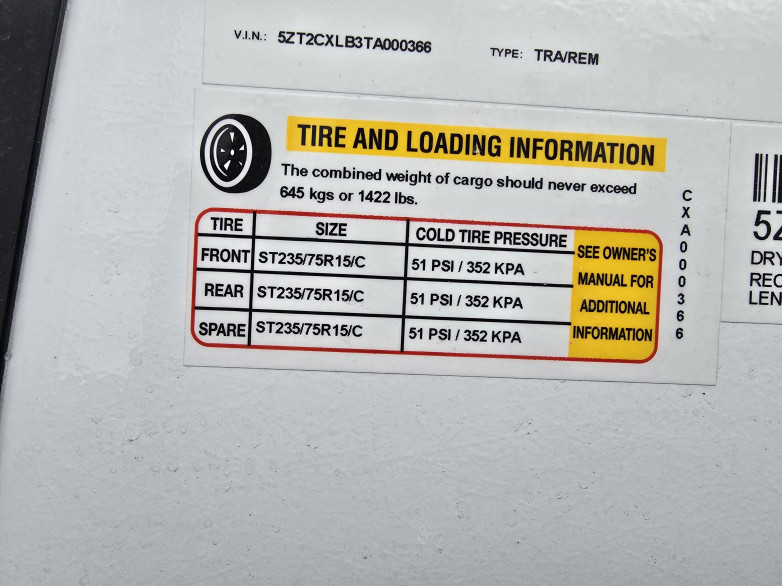 V.I.N.: 5ZT2CXLB3TA000366 TYPE: TRA/REM
TIRE AND LOADING INFORMATION
The combined weight of cargo should never exceed
645 kgs or 1422 lbs.
TIRE SIZE COLD TIRE PRESSURE
FRONT ST235/75R15/C 51 PSI / 352 KPA
REAR ST235/75R15/C 51 PSI / 352 KPA
SPARE ST235/75R15/C 51 PSI / 352 KPA
SEE OWNER'S
MANUAL FOR
ADDITIONAL
INFORMATION
CXA000366
5Z
DRY
REC
LEN